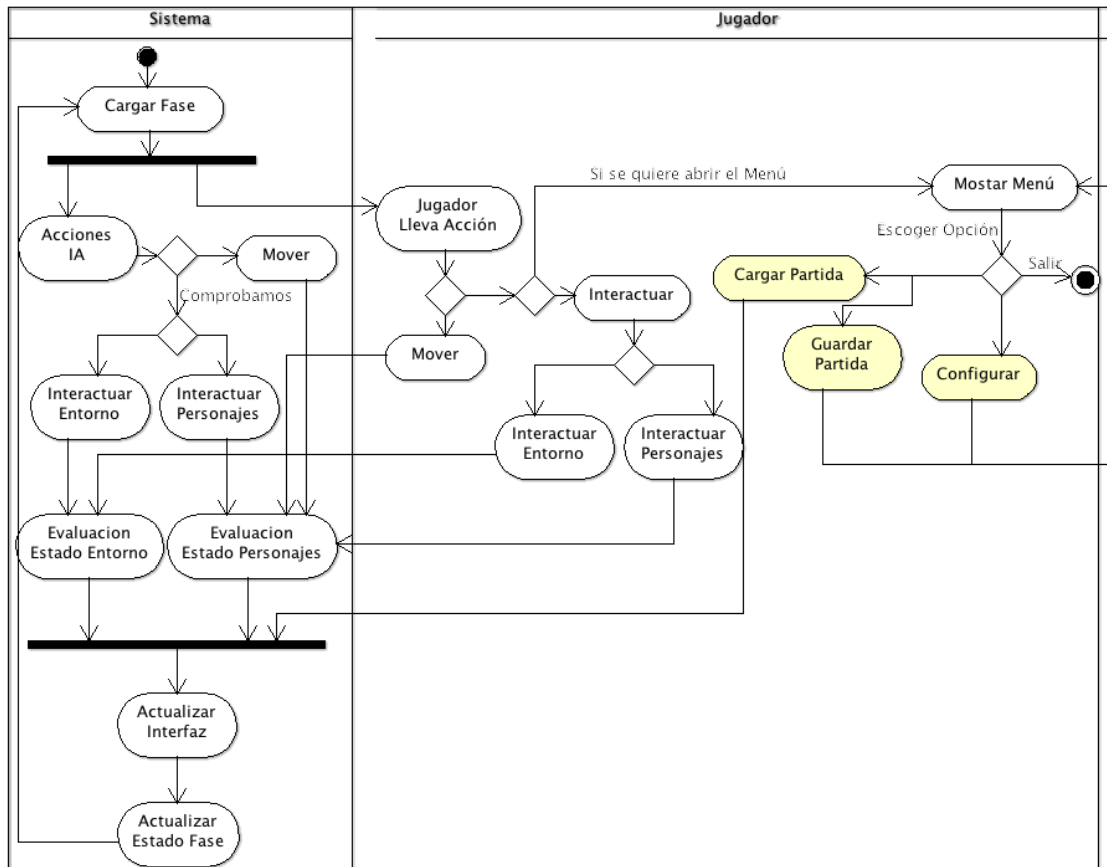 Sistema
Jugador
Cargar Fase
Si se quiere abrir el Menú
Mostar Menú
Jugador
Lleva Acción
Acciones
IA
Mover
Escoger Opción
Salir
Cargar Partida
Comprobamos
Interactuar
Mover
Guardar
Partida
Configurar
Interactuar
Entorno
Interactuar
Personajes
Interactuar
Entorno
Interactuar
Personajes
Evaluacion
Estado Entorno
Evaluacion
Estado Personajes
Actualizar
Interfaz
Actualizar
Estado Fase